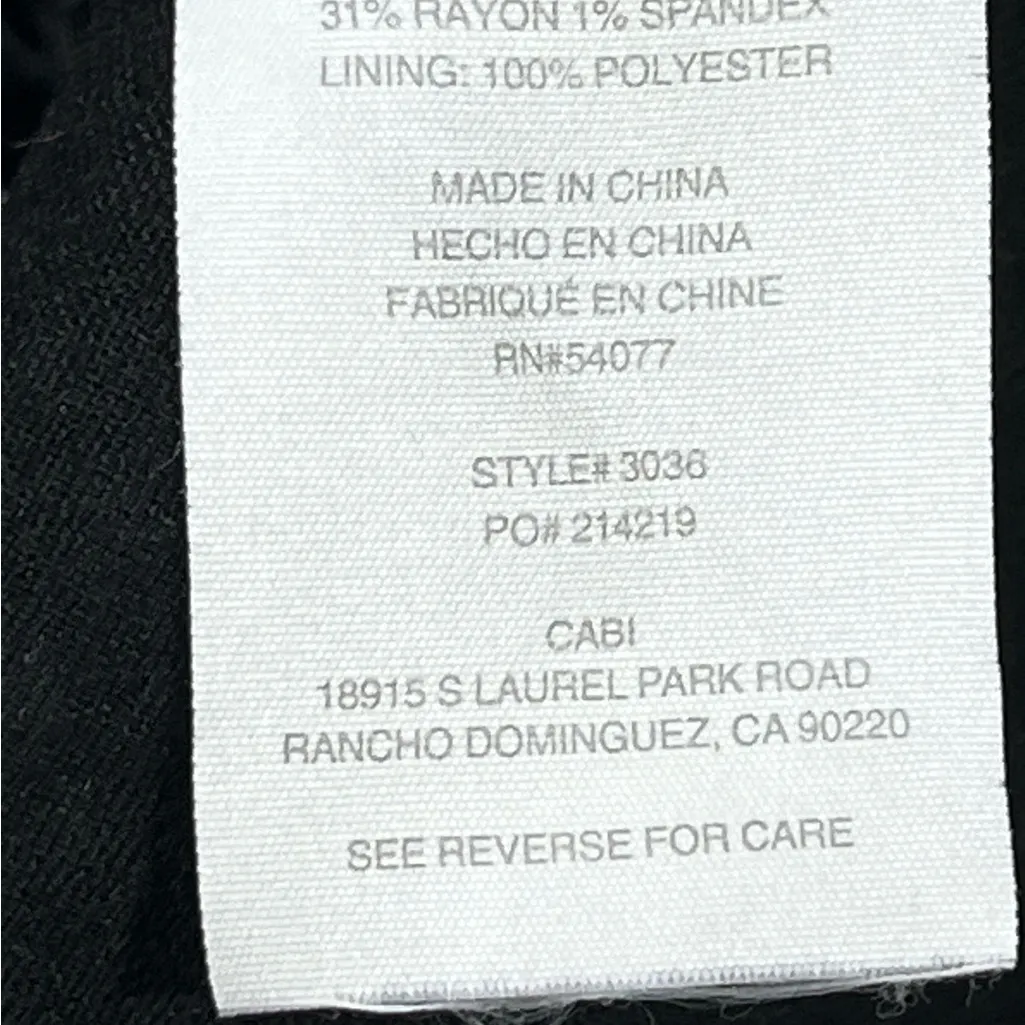 31% RAYON 1% SPANDEX
LINING: 100% POLYESTER
MADE IN CHINA
HECHO EN CHINA
FABRIQUÉ EN CHINE
RN#54077
STYLE# 3036
PO# 214219
CABI
18915 S LAUREL PARK ROAD
RANCHO DOMINGUEZ, CA 90220
SEE REVERSE FOR CARE